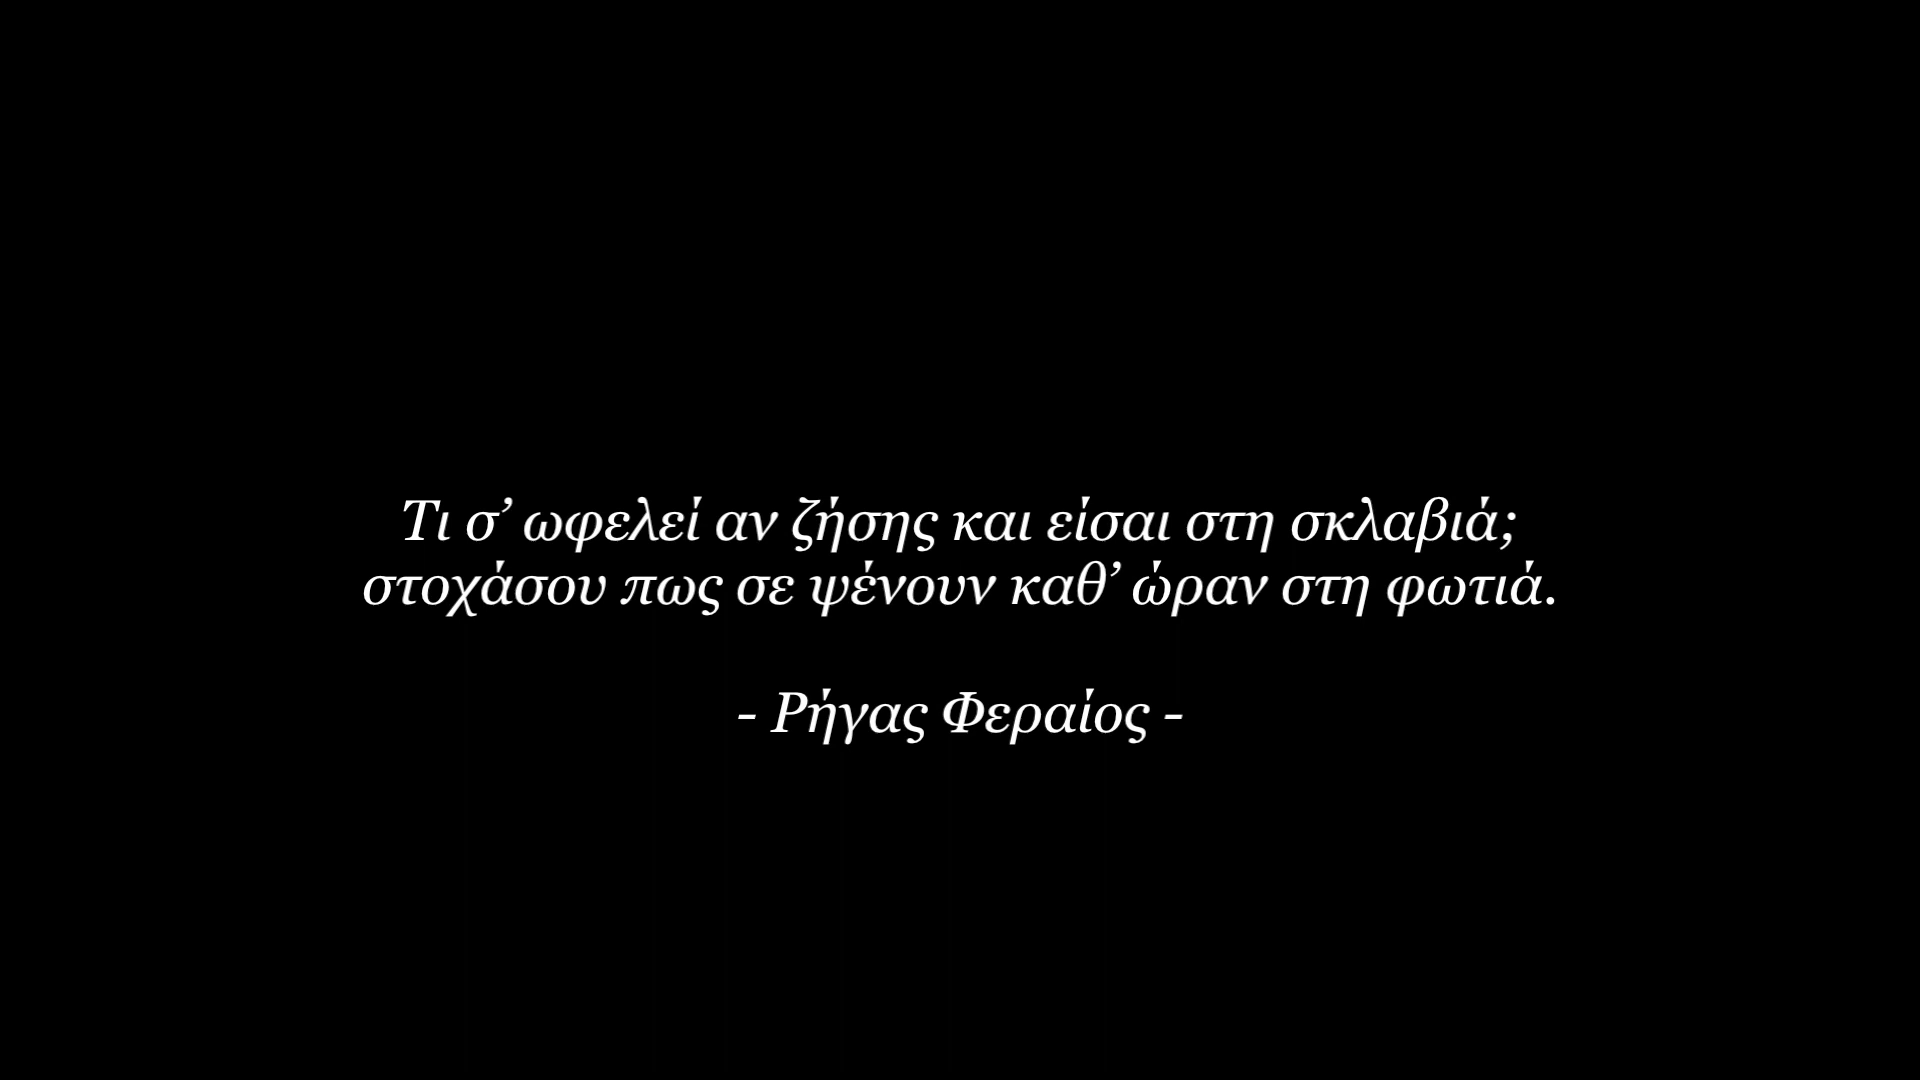 Τι σ’ ωφελεί αν ζήσης και είσαι στη σκλαβιά;
στοχάσου πως σε ψένουν καθ’ ώραν στη φωτιά.
- Ρήγας Φεραίος -